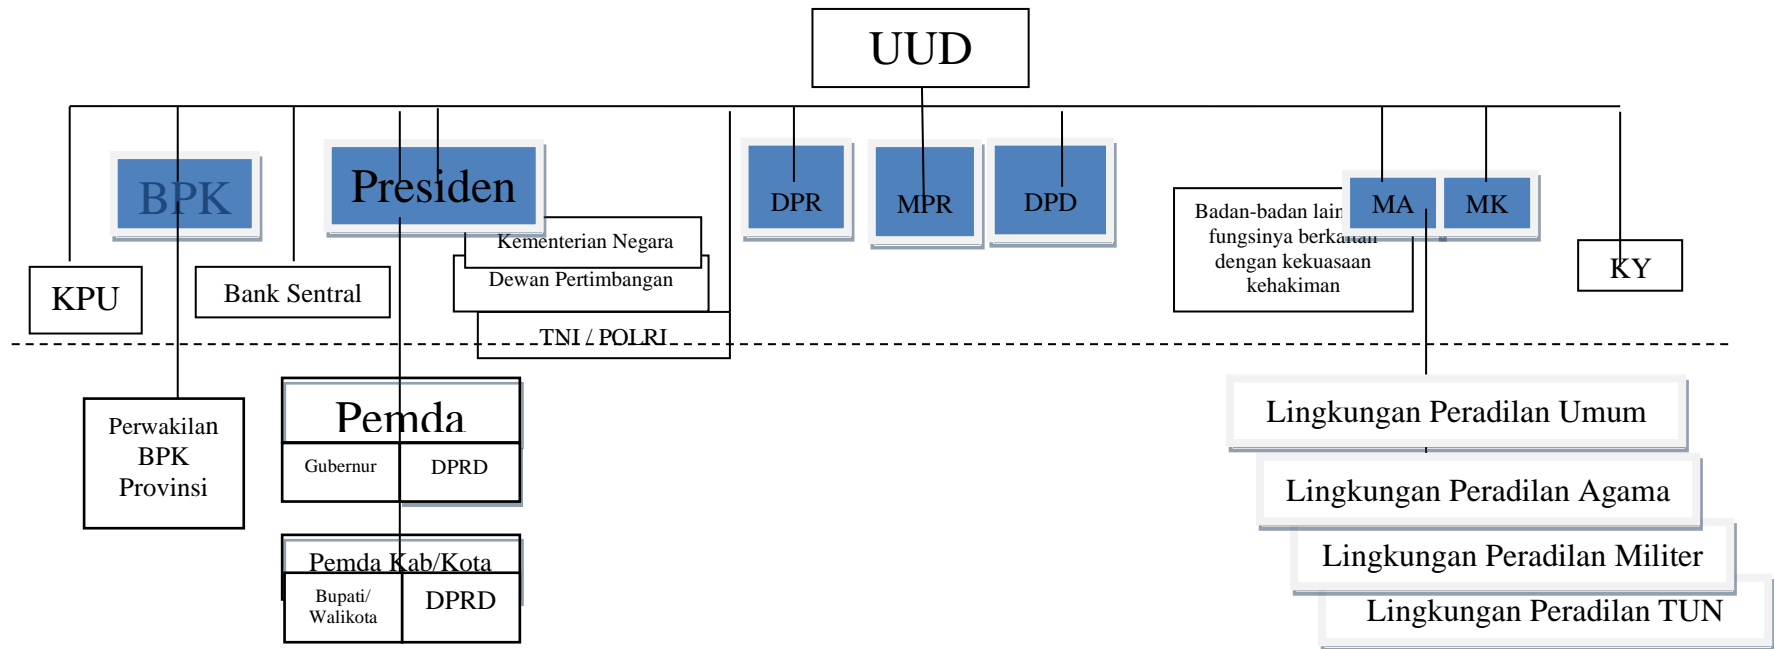 UUD
BPK
Presiden
DPR
MPR
DPD
MA
MK
Badan-badan lain
fungsinya berkaitan
dengan kekuasaan
kehakiman
KY
KPU
Bank Sentral
Kementerian Negara
Dewan Pertimbangan
TNI / POLRI
Perwakilan
BPK
Provinsi
Pemda
Gubernur
DPRD
Pemda Kab/Kota
Bupati/
Walikota
DPRD
Lingkungan Peradilan Umum
Lingkungan Peradilan Agama
Lingkungan Peradilan Militer
Lingkungan Peradilan TUN